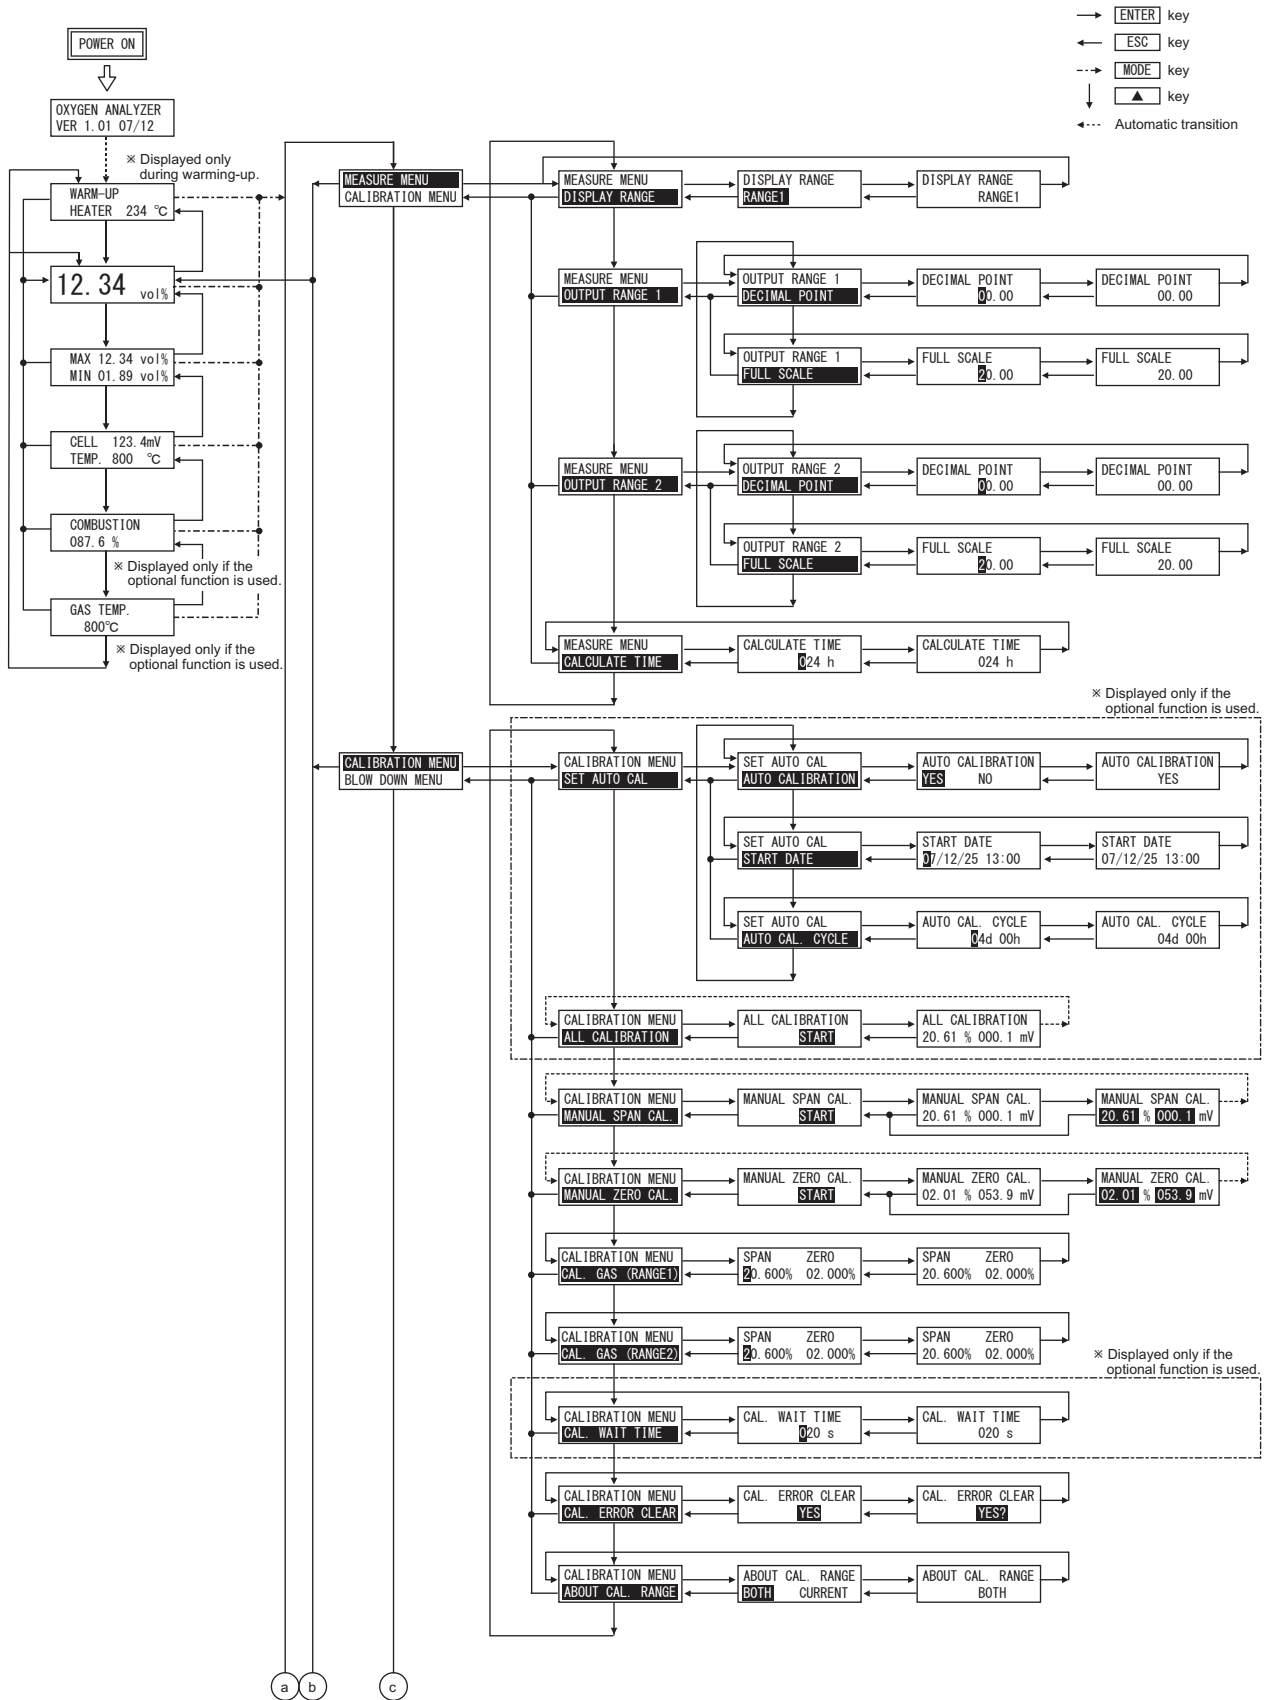 ENTER key
ESC key
MODE key
▲ key
Automatic transition
POWER ON
OXYGEN ANALYZER
VER 1.01 07/12
※ Displayed only
during warming-up.
WARM-UP
HEATER 234 ℃
12.34 vol%
MAX 12.34 vol%
MIN 01.89 vol%
CELL 123.4mV
TEMP. 800 ℃
COMBUSTION
087.6 %
※ Displayed only if the
optional function is used.
GAS TEMP.
800℃
※ Displayed only if the
optional function is used.
MEASURE MENU
CALIBRATION MENU
MEASURE MENU
DISPLAY RANGE
DISPLAY RANGE
RANGE1
DISPLAY RANGE
RANGE1
MEASURE MENU
OUTPUT RANGE 1
OUTPUT RANGE 1
DECIMAL POINT
DECIMAL POINT
00.00
DECIMAL POINT
00.00
OUTPUT RANGE 1
FULL SCALE
FULL SCALE
20.00
FULL SCALE
20.00
MEASURE MENU
OUTPUT RANGE 2
OUTPUT RANGE 2
DECIMAL POINT
DECIMAL POINT
00.00
DECIMAL POINT
00.00
OUTPUT RANGE 2
FULL SCALE
FULL SCALE
20.00
FULL SCALE
20.00
MEASURE MENU
CALCULATE TIME
CALCULATE TIME
024 h
CALCULATE TIME
024 h
※ Displayed only if the
optional function is used.
CALIBRATION MENU
BLOW DOWN MENU
CALIBRATION MENU
SET AUTO CAL
SET AUTO CAL
AUTO CALIBRATION
AUTO CALIBRATION
YES NO
AUTO CALIBRATION
YES
SET AUTO CAL
START DATE
START DATE
07/12/25 13:00
START DATE
07/12/25 13:00
SET AUTO CAL
AUTO CAL. CYCLE
AUTO CAL. CYCLE
04d 00h
AUTO CAL. CYCLE
04d 00h
CALIBRATION MENU
ALL CALIBRATION
ALL CALIBRATION
START
ALL CALIBRATION
20.61 % 000.1 mV
CALIBRATION MENU
MANUAL SPAN CAL.
MANUAL SPAN CAL.
START
MANUAL SPAN CAL.
20.61 % 000.1 mV
MANUAL SPAN CAL.
20.61 % 000.1 mV
CALIBRATION MENU
MANUAL ZERO CAL.
MANUAL ZERO CAL.
START
MANUAL ZERO CAL.
02.01 % 053.9 mV
MANUAL ZERO CAL.
02.01 % 053.9 mV
CALIBRATION MENU
CAL. GAS (RANGE1)
SPAN ZERO
20.600% 02.000%
SPAN ZERO
20.600% 02.000%
CALIBRATION MENU
CAL. GAS (RANGE2)
SPAN ZERO
20.600% 02.000%
SPAN ZERO
20.600% 02.000%
※ Displayed only if the
optional function is used.
CALIBRATION MENU
CAL. WAIT TIME
CAL. WAIT TIME
020 s
CAL. WAIT TIME
020 s
CALIBRATION MENU
CAL. ERROR CLEAR
CAL. ERROR CLEAR
YES
CAL. ERROR CLEAR
YES?
CALIBRATION MENU
ABOUT CAL. RANGE
ABOUT CAL. RANGE
BOTH CURRENT
ABOUT CAL. RANGE
BOTH
a b c